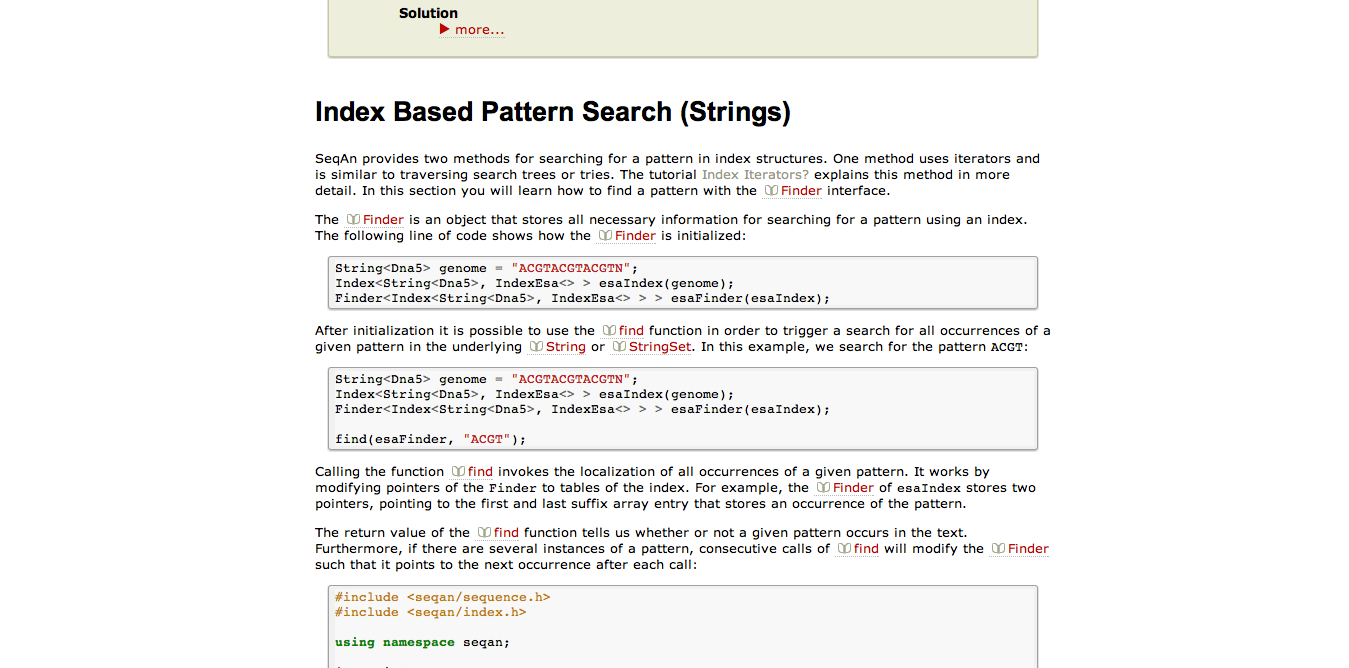 Solution
more...
Index Based Pattern Search (Strings)
SeqAn provides two methods for searching for a pattern in index structures. One method uses iterators and
is similar to traversing search trees or tries. The tutorial Index Iterators? explains this method in more
detail. In this section you will learn how to find a pattern with the Finder interface.
The Finder is an object that stores all necessary information for searching for a pattern using an index.
The following line of code shows how the Finder is initialized:
String<Dna5> genome = "ACGTACGTACGTN";
Index<String<Dna5>, IndexEsa<> > esaIndex(genome);
Finder<Index<String<Dna5>, IndexEsa<> > > esaFinder(esaIndex);
After initialization it is possible to use the find function in order to trigger a search for all occurrences of a
given pattern in the underlying String or StringSet. In this example, we search for the pattern ACGT:
String<Dna5> genome = "ACGTACGTACGTN";
Index<String<Dna5>, IndexEsa<> > esaIndex(genome);
Finder<Index<String<Dna5>, IndexEsa<> > > esaFinder(esaIndex);
find(esaFinder, "ACGT");
Calling the function find invokes the localization of all occurrences of a given pattern. It works by
modifying pointers of the Finder to tables of the index. For example, the Finder of esaIndex stores two
pointers, pointing to the first and last suffix array entry that stores an occurrence of the pattern.
The return value of the find function tells us whether or not a given pattern occurs in the text.
Furthermore, if there are several instances of a pattern, consecutive calls of find will modify the Finder
such that it points to the next occurrence after each call:
#include <seqan/sequence.h>
#include <seqan/index.h>
using namespace seqan;